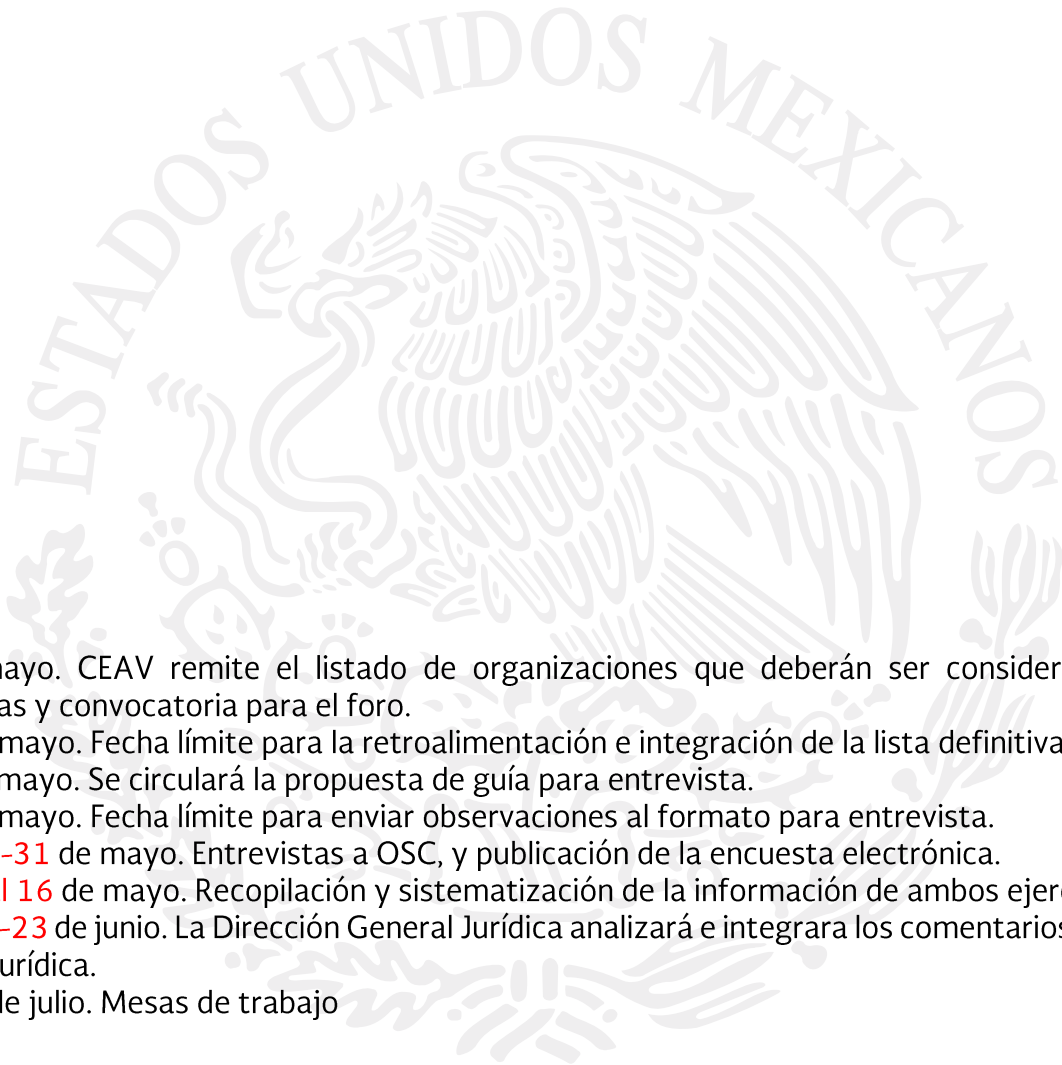 ESTADOS UNIDOS MEXICANOS
mayo. CEAV remite el listado de organizaciones que deberán ser consider
as y convocatoria para el foro.
mayo. Fecha límite para la retroalimentación e integración de la lista definitiva
mayo. Se circulará la propuesta de guía para entrevista.
mayo. Fecha límite para enviar observaciones al formato para entrevista.
-31 de mayo. Entrevistas a OSC, y publicación de la encuesta electrónica.
l 16 de mayo. Recopilación y sistematización de la información de ambos ejer
-23 de junio. La Dirección General Jurídica analizará e integrara los comentarios
urídica.
de julio. Mesas de trabajo